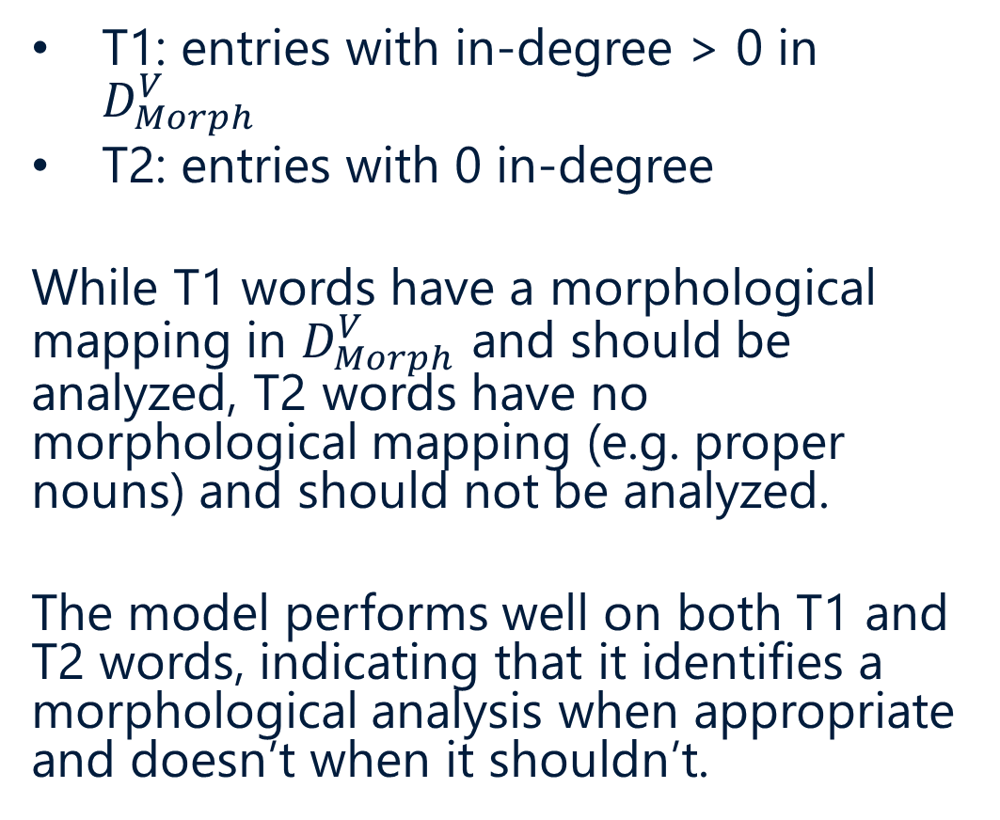 • T1: entries with in-degree > 0 in
$D^{V}_{Morph}$
• T2: entries with 0 in-degree
While T1 words have a morphological
mapping in $D^{V}_{Morph}$ and should be
analyzed, T2 words have no
morphological mapping (e.g. proper
nouns) and should not be analyzed.
The model performs well on both T1 and
T2 words, indicating that it identifies a
morphological analysis when appropriate
and doesn’t when it shouldn’t.